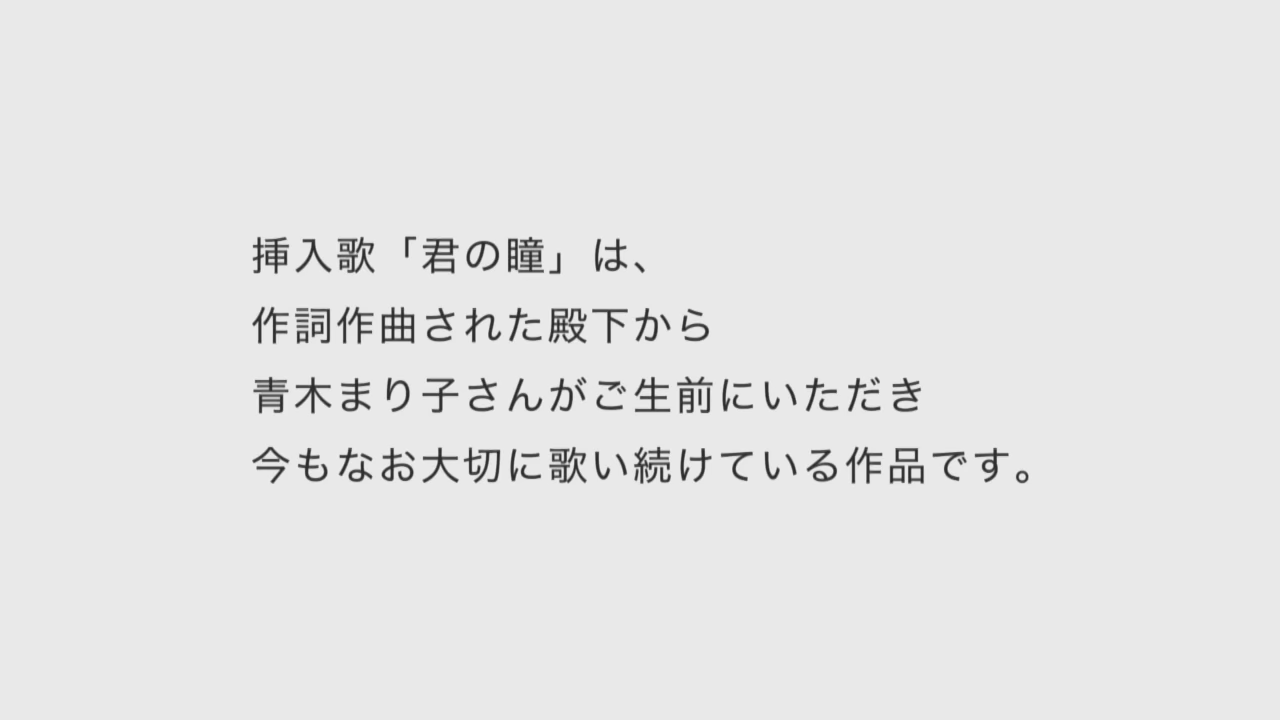 挿入歌「君の瞳」は、
作詞作曲された殿下から
青木まり子さんがご生前にいただき
今もなお大切に歌い続けている作品です。